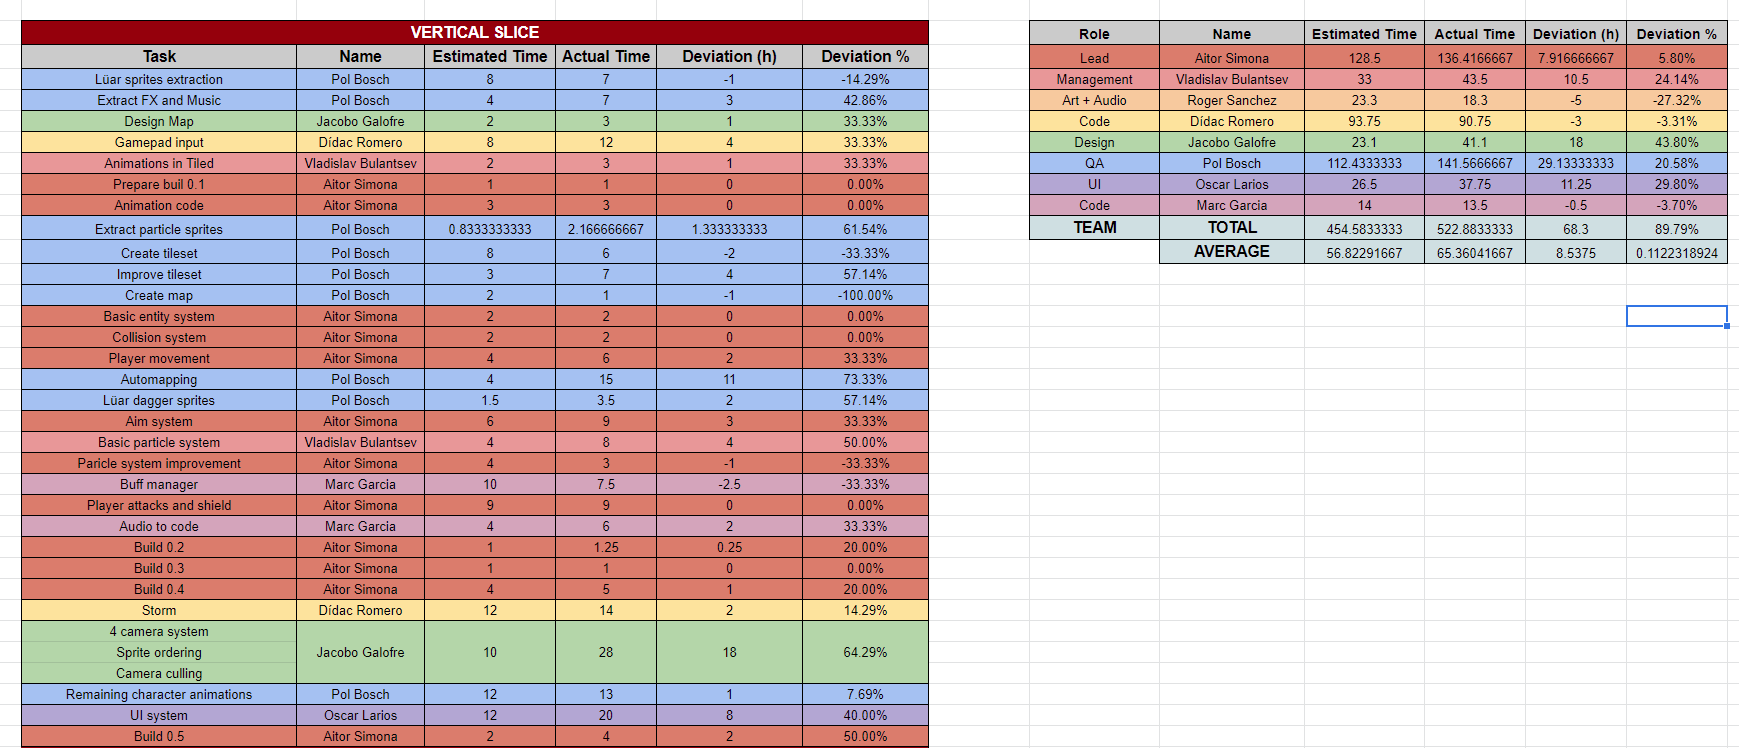 VERTICAL SLICE
Task Name Estimated Time Actual Time Deviation (h) Deviation %
Lüar sprites extraction Pol Bosch 8 7 -1 -14.29%
Extract FX and Music Pol Bosch 4 7 3 42.86%
Design Map Jacobo Galofre 2 3 1 33.33%
Gamepad input Dídac Romero 8 12 4 33.33%
Animations in Tiled Vladislav Bulantsev 2 3 1 33.33%
Prepare buil 0.1 Aitor Simona 1 1 0 0.00%
Animation code Aitor Simona 3 3 0 0.00%
Extract particle sprites Pol Bosch 0.8333333333 2.166666667 1.333333333 61.54%
Create tileset Pol Bosch 8 6 -2 -33.33%
Improve tileset Pol Bosch 3 7 4 57.14%
Create map Pol Bosch 2 1 -1 -100.00%
Basic entity system Aitor Simona 2 2 0 0.00%
Collision system Aitor Simona 2 2 0 0.00%
Player movement Aitor Simona 4 6 2 33.33%
Automapping Pol Bosch 4 15 11 73.33%
Lüar dagger sprites Pol Bosch 1.5 3.5 2 57.14%
Aim system Aitor Simona 6 9 3 33.33%
Basic particle system Vladislav Bulantsev 4 8 4 50.00%
Paricle system improvement Aitor Simona 4 3 -1 -33.33%
Buff manager Marc Garcia 10 7.5 -2.5 -33.33%
Player attacks and shield Aitor Simona 9 9 0 0.00%
Audio to code Marc Garcia 4 6 2 33.33%
Build 0.2 Aitor Simona 1 1.25 0.25 20.00%
Build 0.3 Aitor Simona 1 1 0 0.00%
Build 0.4 Aitor Simona 4 5 1 20.00%
Storm Dídac Romero 12 14 2 14.29%
4 camera system
Sprite ordering Jacobo Galofre 10 28 18 64.29%
Camera culling
Remaining character animations Pol Bosch 12 13 1 7.69%
UI system Oscar Larios 12 20 8 40.00%
Build 0.5 Aitor Simona 2 4 2 50.00%
Role Name Estimated Time Actual Time Deviation (h) Deviation %
Lead Aitor Simona 128.5 136.4166667 7.916666667 5.80%
Management Vladislav Bulantsev 33 43.5 10.5 24.14%
Art + Audio Roger Sanchez 23.3 18.3 -5 -27.32%
Code Dídac Romero 93.75 90.75 -3 -3.31%
Design Jacobo Galofre 23.1 41.1 18 43.80%
QA Pol Bosch 112.4333333 141.5666667 29.13333333 20.58%
UI Oscar Larios 26.5 37.75 11.25 29.80%
Code Marc Garcia 14 13.5 -0.5 -3.70%
TEAM TOTAL 454.5833333 522.8833333 68.3 89.79%
AVERAGE 56.82291667 65.36041667 8.5375 0.1122318924